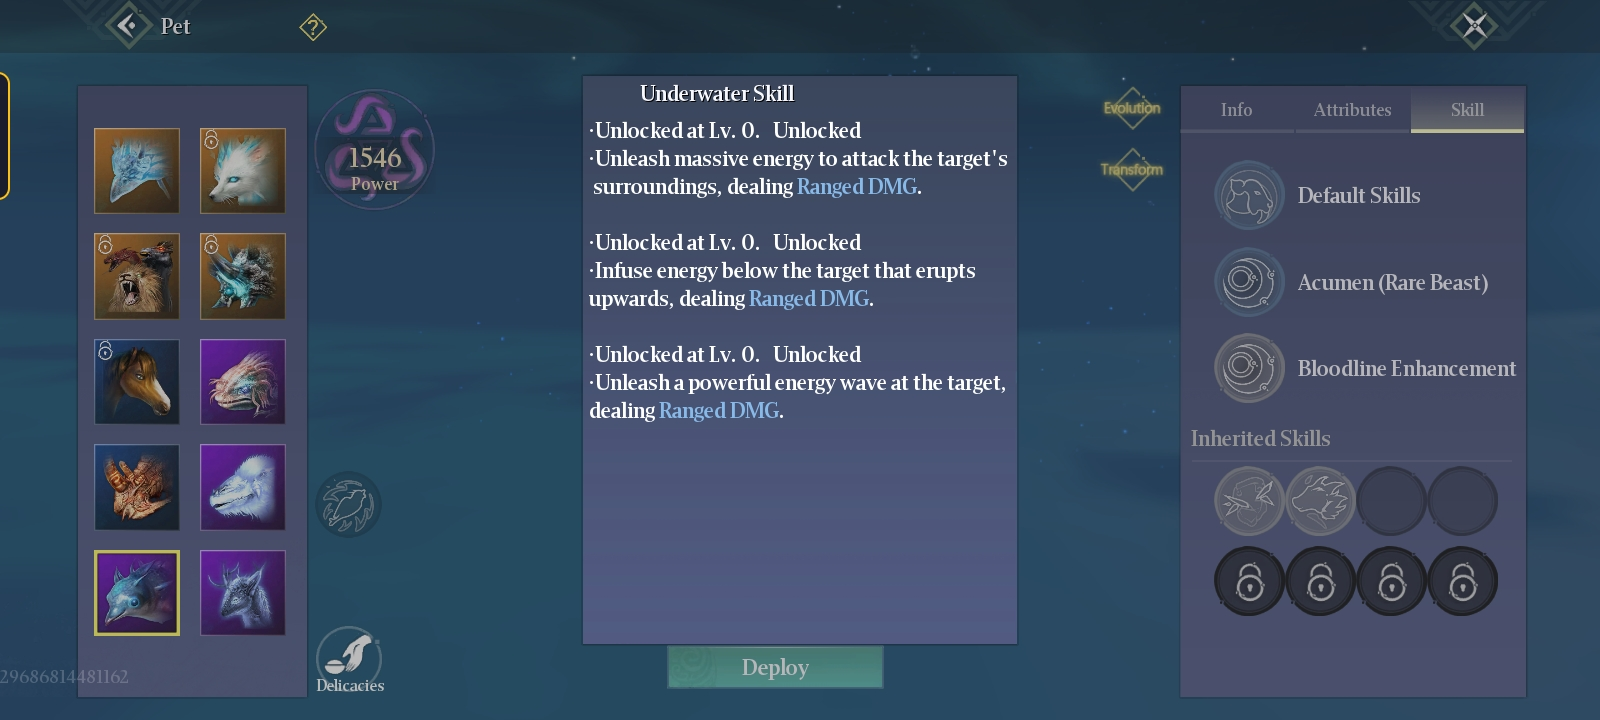 Pet
?
1546
Power
Delicacies
29686814481162
Underwater Skill
·Unlocked at Lv. 0. Unlocked
·Unleash massive energy to attack the target's
surroundings, dealing Ranged DMG.
·Unlocked at Lv. 0. Unlocked
·Infuse energy below the target that erupts
upwards, dealing Ranged DMG.
·Unlocked at Lv. 0. Unlocked
·Unleash a powerful energy wave at the target,
dealing Ranged DMG.
Deploy
Evolution
Transform
Info
Attributes
Skill
Default Skills
Acumen (Rare Beast)
Bloodline Enhancement
Inherited Skills